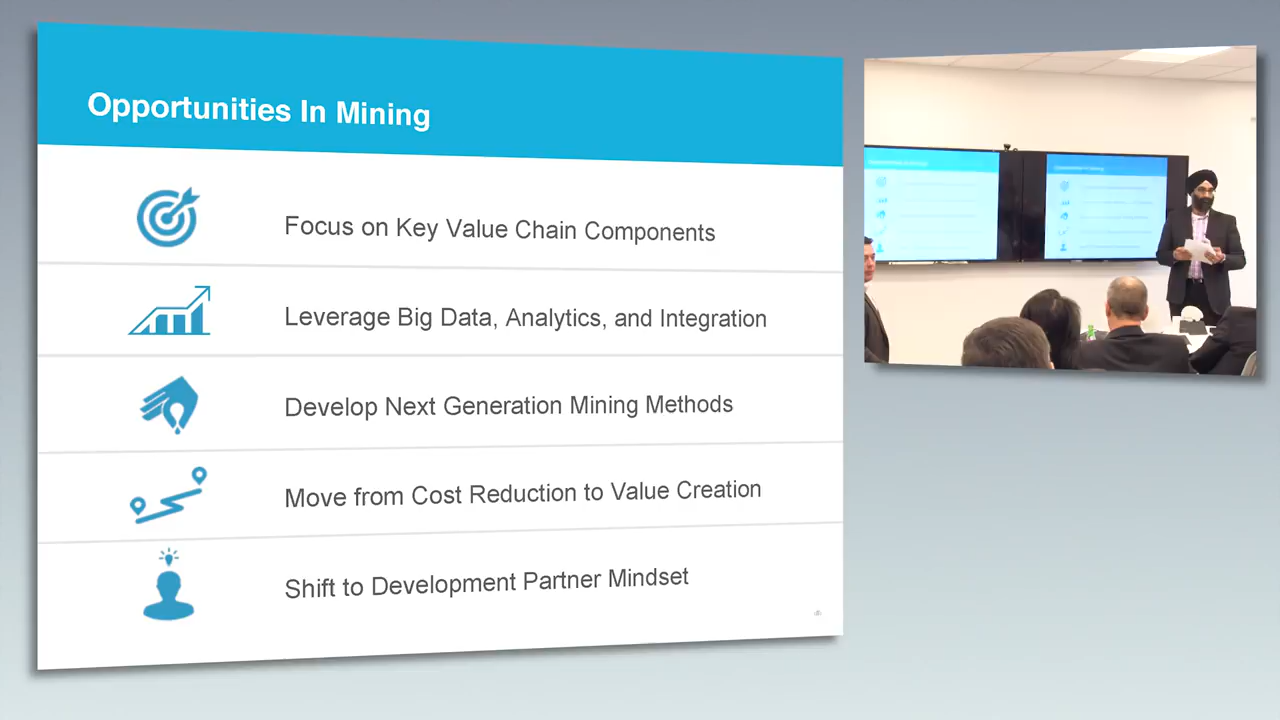 Opportunities In Mining
Focus on Key Value Chain Components
Leverage Big Data, Analytics, and Integration
Develop Next Generation Mining Methods
Move from Cost Reduction to Value Creation
Shift to Development Partner Mindset